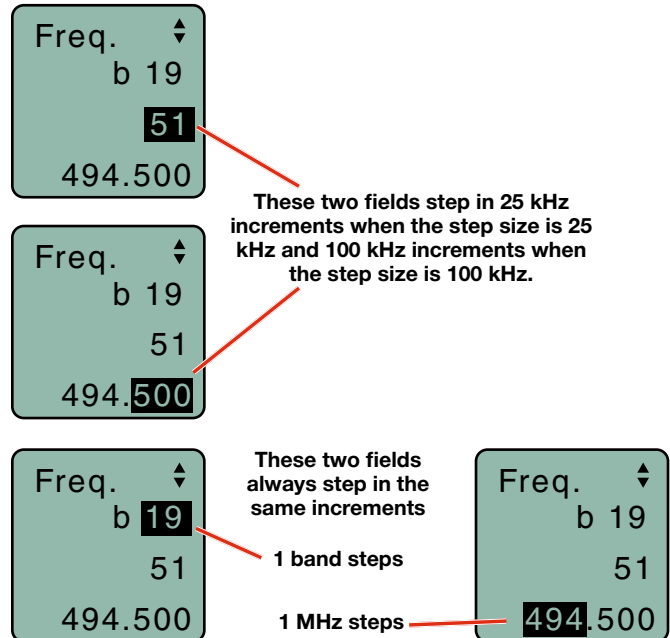 Freq.
b 19
51
494.500
These two fields step in 25 kHz
increments when the step size is 25
kHz and 100 kHz increments when
the step size is 100 kHz.
Freq.
b 19
51
494.500
Freq.
b 19
51
494.500
These two fields
always step in the
same increments
1 band steps
1 MHz steps
Freq.
b 19
51
494.500